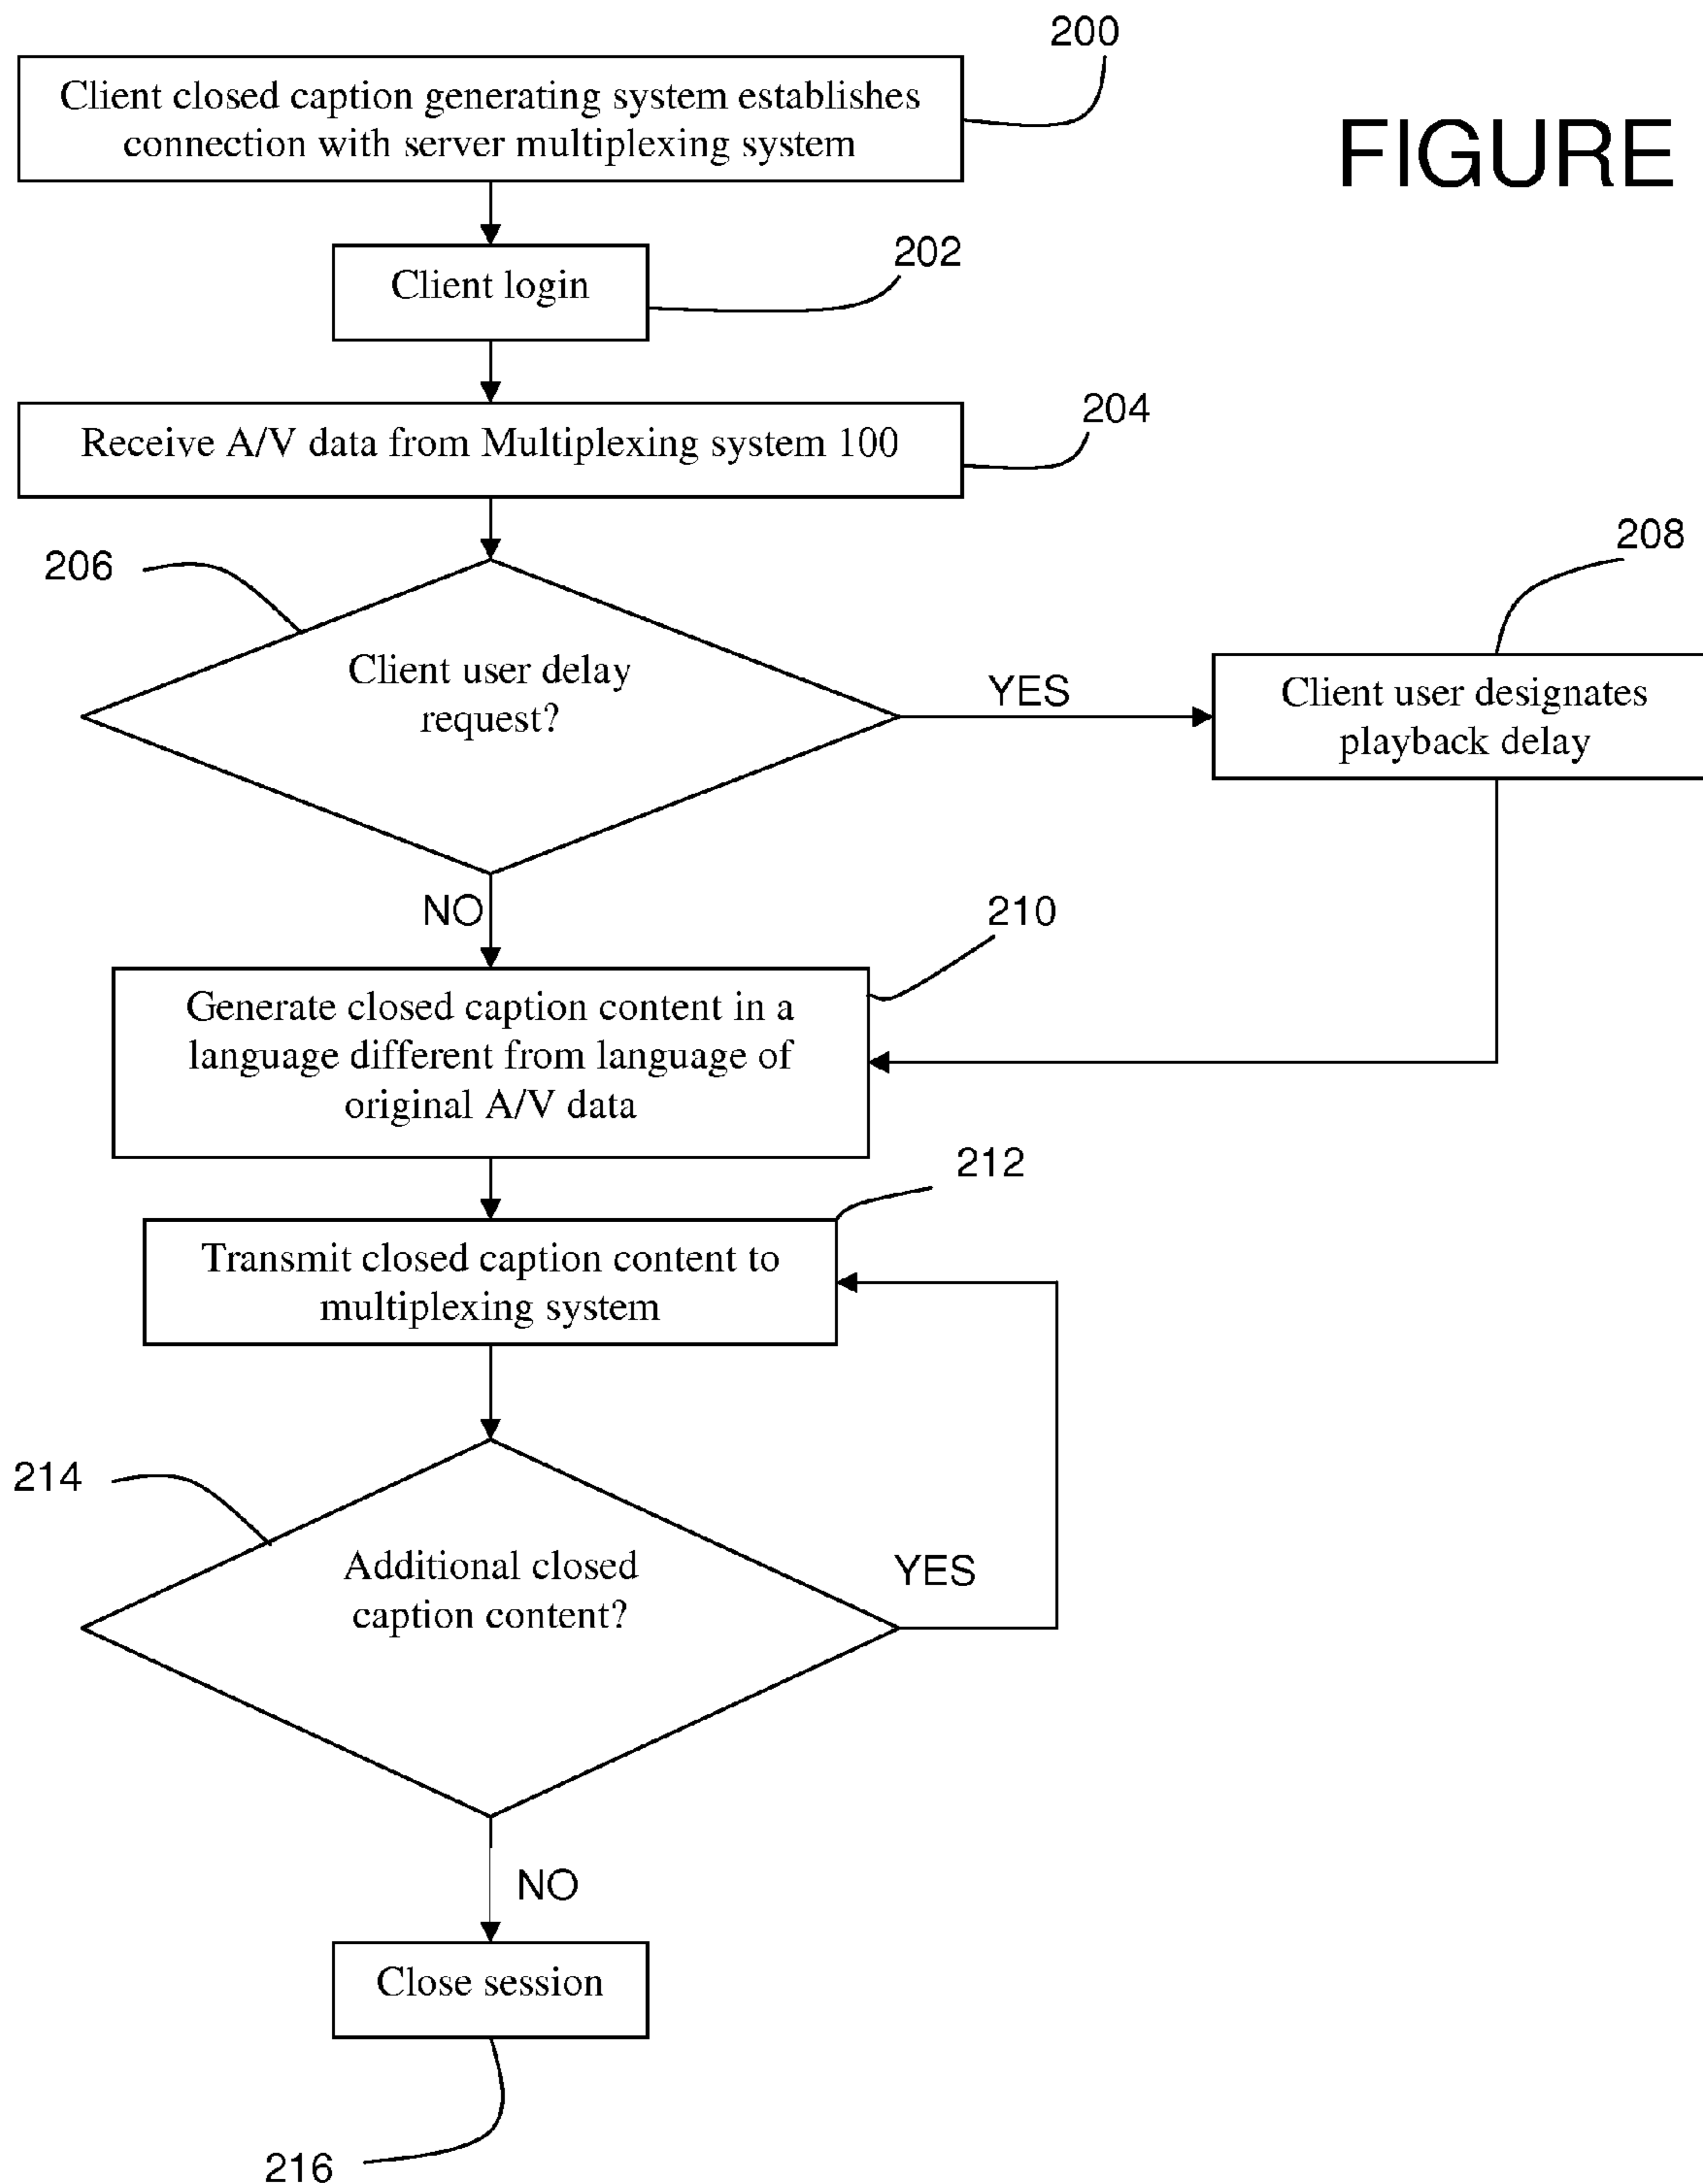 200
Client closed caption generating system establishes
connection with server multiplexing system
FIGURE
202
Client login
204
Receive A/V data from Multiplexing system 100
206
208
Client user delay
request?
YES
Client user designates
playback delay
NO
210
Generate closed caption content in a
language different from language of
original A/V data
212
Transmit closed caption content to
multiplexing system
214
Additional closed
caption content?
YES
NO
Close session
216